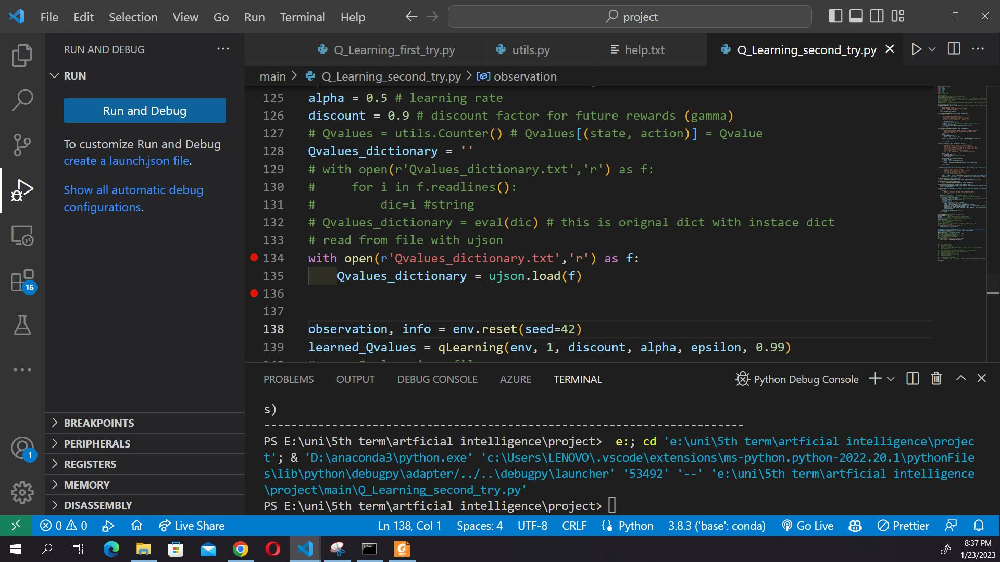 File Edit Selection View Go Run Terminal Help project
RUN AND DEBUG
Q_Learning_first_try.py utils.py help.txt Q_Learning_second_try.py
RUN
main > Q_Learning_second_try.py > observation
Run and Debug
To customize Run and Debug
create a launch.json file.
Show all automatic debug
configurations.
16
125 alpha = 0.5 # learning rate
126 discount = 0.9 # discount factor for future rewards (gamma)
127 # Qvalues = utils.Counter() # Qvalues[(state, action)] = Qvalue
128 Qvalues_dictionary = ''
129 # with open(r'Qvalues_dictionary.txt','r') as f:
130 #     for i in f.readlines():
131 #         dic=i #string
132 # Qvalues_dictionary = eval(dic) # this is orignal dict with instace dict
133 # read from file with ujson
134 with open(r'Qvalues_dictionary.txt','r') as f:
135     Qvalues_dictionary = ujson.load(f)
136
137
138 observation, info = env.reset(seed=42)
139 learned_Qvalues = qLearning(env, 1, discount, alpha, epsilon, 0.99)
PROBLEMS OUTPUT DEBUG CONSOLE AZURE TERMINAL Python Debug Console
s)
----------------------------------------------------------------------
PS E:\uni\5th term\artficial intelligence\project>  e:; cd 'e:\uni\5th term\artficial intelligence\projec
t'; & 'D:\anaconda3\python.exe' 'c:\Users\LENOVO\.vscode\extensions\ms-python.python-2022.20.1\pythonFile
s\lib\python\debugpy\adapter/../..\debugpy\launcher' '53492' '--' 'e:\uni\5th term\artficial intelligence
\project\main\Q_Learning_second_try.py'
PS E:\uni\5th term\artficial intelligence\project>
BREAKPOINTS
PERIPHERALS
REGISTERS
MEMORY
DISASSEMBLY
1
0 0 Live Share Ln 138, Col 1 Spaces: 4 UTF-8 CRLF Python 3.8.3 ('base': conda) Go Live Prettier
8:37 PM
1/23/2023